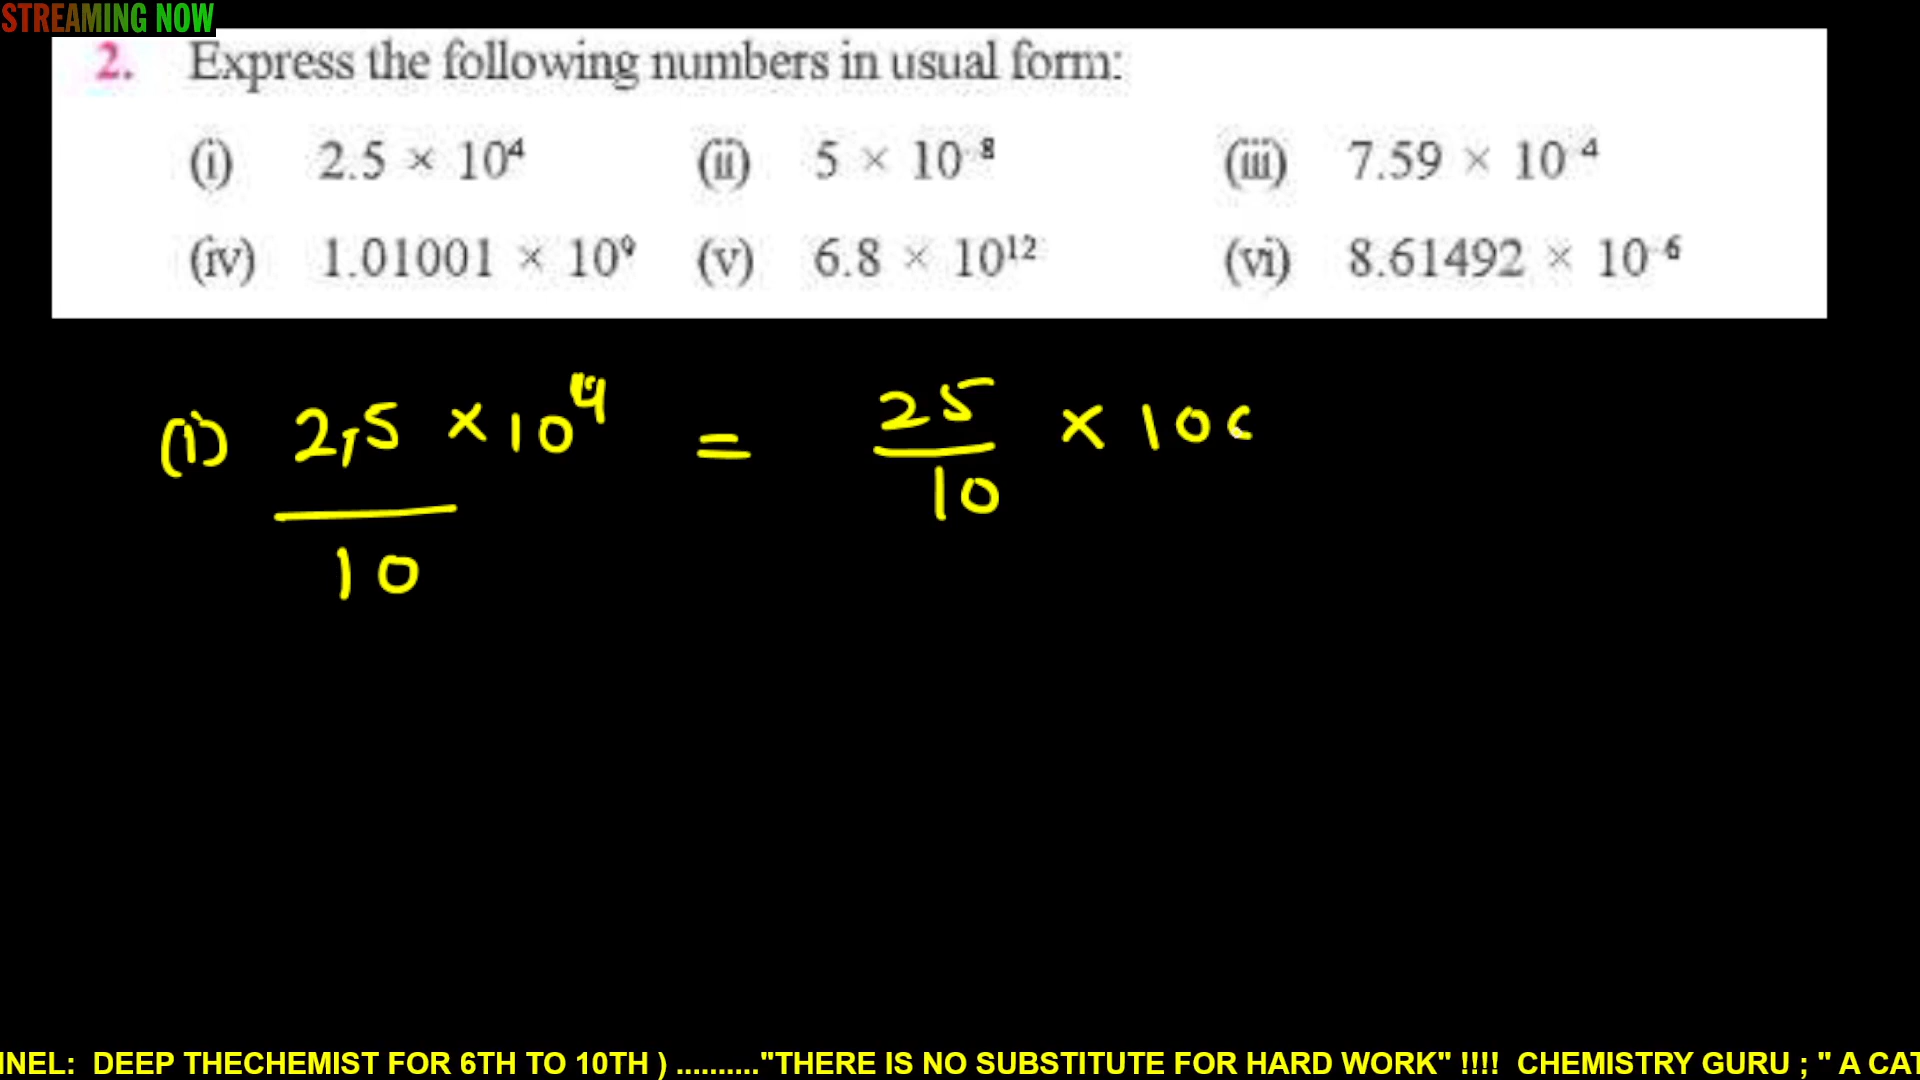 STREAMING NOW
2. Express the following numbers in usual form:
(i) 2.5 × 10⁴ (ii) 5 × 10⁻⁸ (iii) 7.59 × 10⁻⁴
(iv) 1.01001 × 10⁹ (v) 6.8 × 10¹² (vi) 8.61492 × 10⁻⁶
(i) 2,5 × 10⁴ = 25 × 10
10
10
NNEL: DEEP THECHEMIST FOR 6TH TO 10TH ) .........."THERE IS NO SUBSTITUTE FOR HARD WORK" !!!! CHEMISTRY GURU ; " A CAT